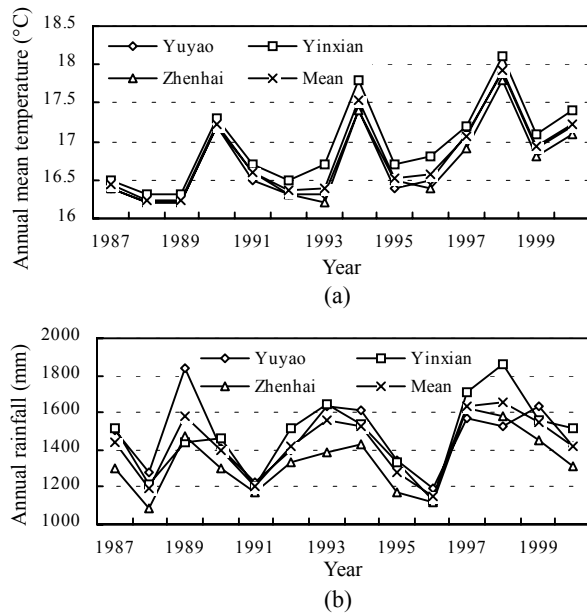 Annual mean temperature (°C)
18.5
18
17.5
17
16.5
16
Yuyao
Yinxian
Zhenhai
Mean
1987
1989
1991
1993
1995
1997
1999
Year
(a)
Annual rainfall (mm)
2000
1800
1600
1400
1200
1000
Yuyao
Yinxian
Zhenhai
Mean
1987
1989
1991
1993
1995
1997
1999
Year
(b)